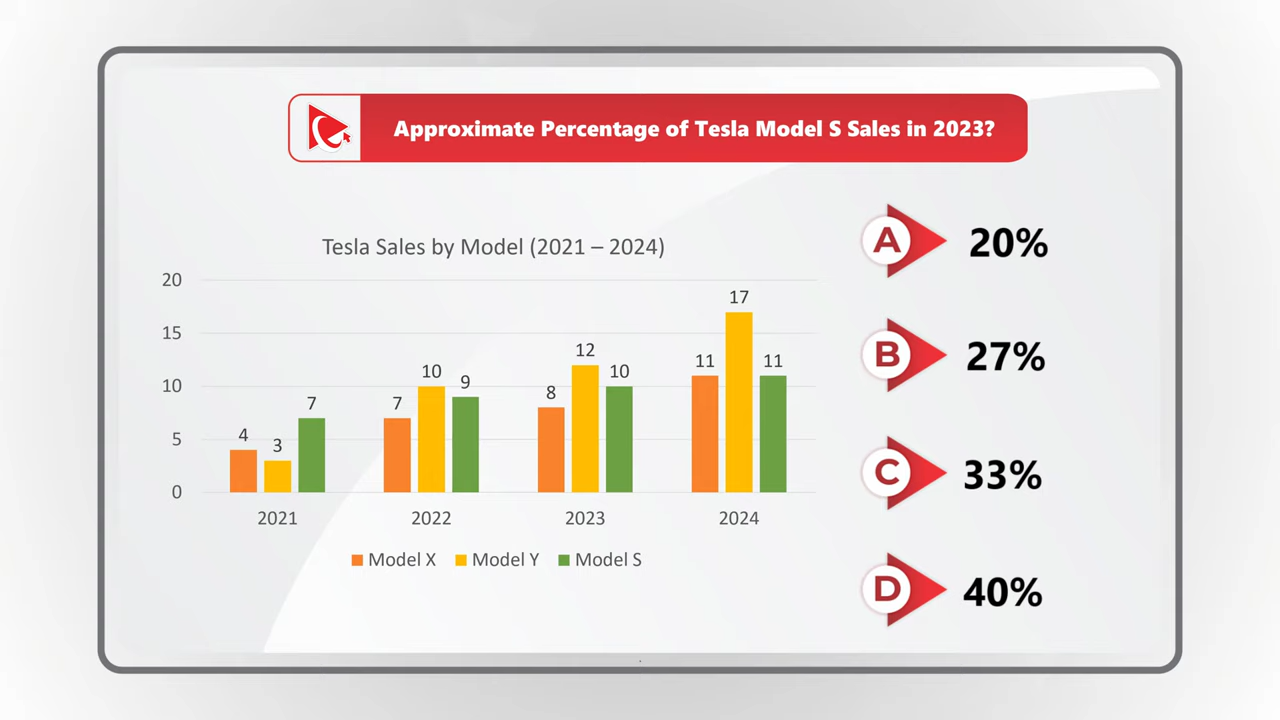 Approximate Percentage of Tesla Model S Sales in 2023?
Tesla Sales by Model (2021 – 2024)
20
15
10
5
0
4
3
7
7
10
9
8
12
10
11
17
11
2021
2022
2023
2024
Model X
Model Y
Model S
A 20%
B 27%
C 33%
D 40%